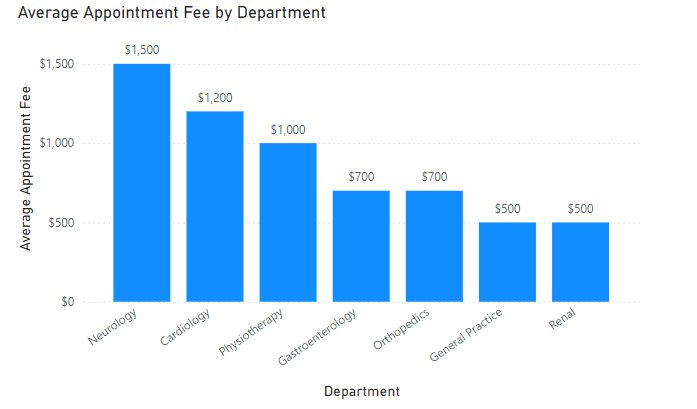 Average Appointment Fee by Department
Average Appointment Fee
$1,500
$1,000
$500
$0
$1,500
$1,200
$1,000
$700
$700
$500
$500
Neurology
Cardiology
Physiotherapy
Gastroenterology
Orthopedics
General Practice
Renal
Department